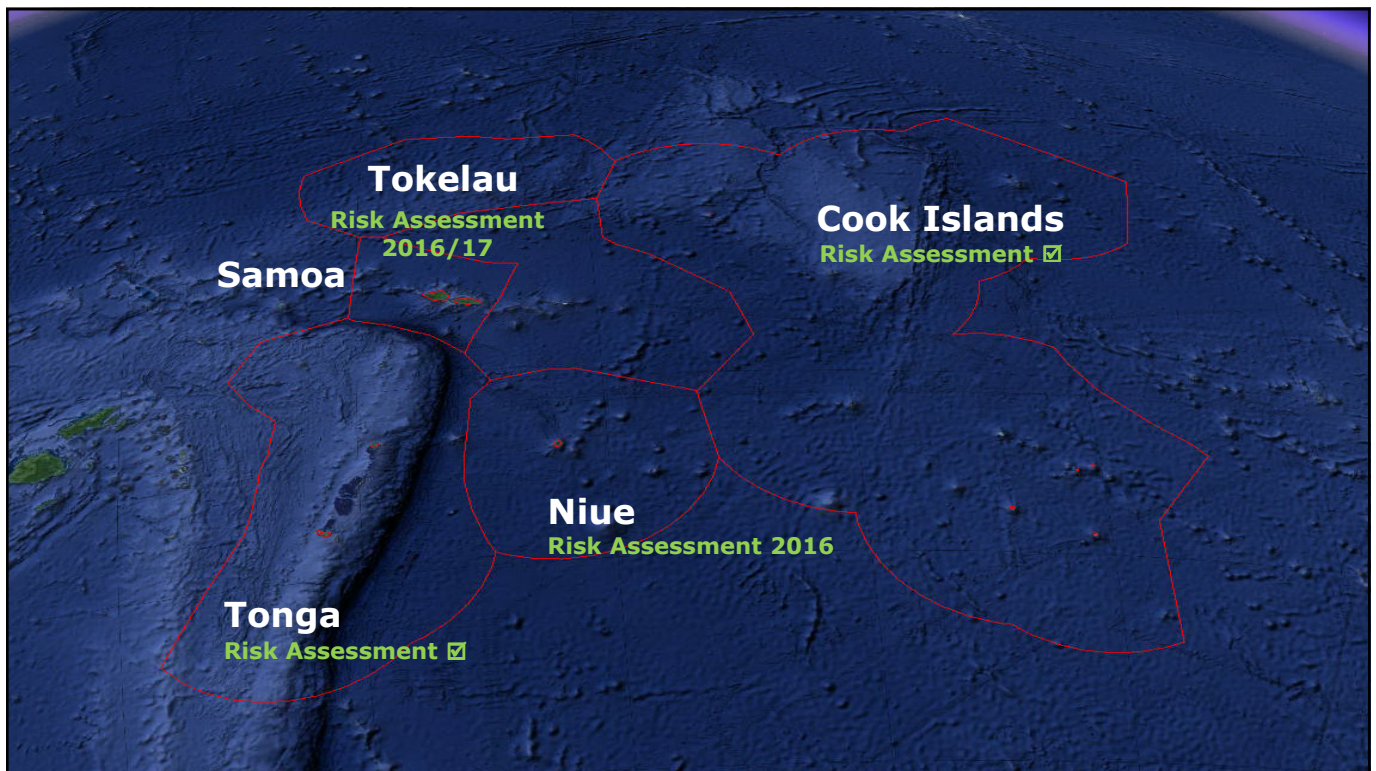 Tokelau
Risk Assessment
2016/17
Cook Islands
Risk Assessment ☑
Samoa
Niue
Risk Assessment 2016
Tonga
Risk Assessment ☑